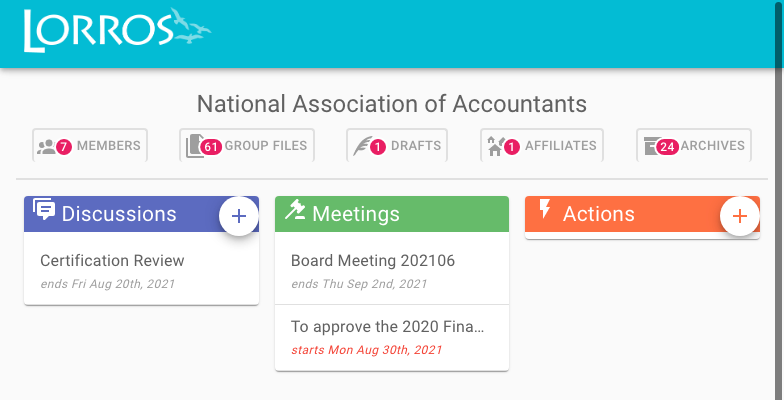 LORROS
National Association of Accountants
7 MEMBERS
61 GROUP FILES
1 DRAFTS
1 AFFILIATES
24 ARCHIVES
Discussions +
Certification Review
ends Fri Aug 20th, 2021
Meetings
Board Meeting 202106
ends Thu Sep 2nd, 2021
To approve the 2020 Fina…
starts Mon Aug 30th, 2021
Actions +